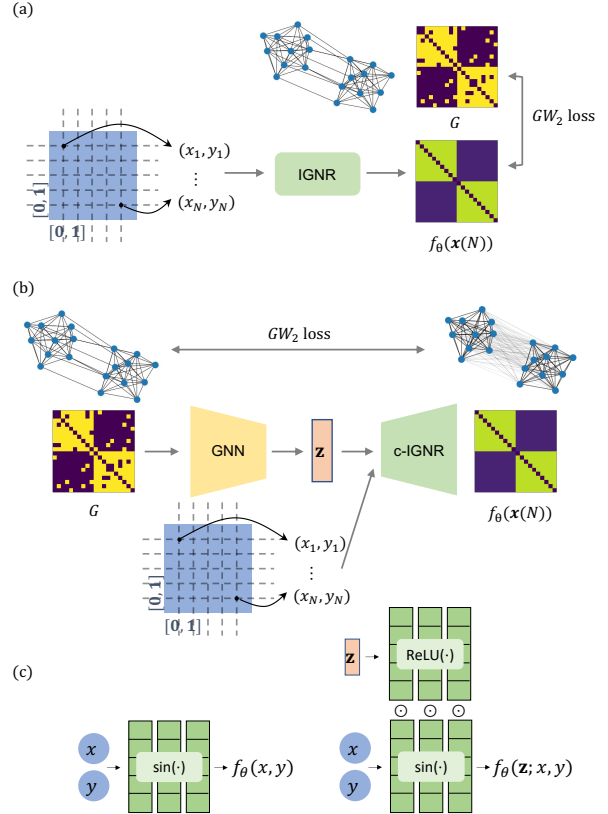 (a)
G
GW₂ loss
(x₁, y₁)
⋮
(x_N, y_N)
IGNR
[0, 1]
[0, 1]
f_θ(x(N))
(b)
GW₂ loss
GNN
z
c-IGNR
G
f_θ(x(N))
(x₁, y₁)
⋮
(x_N, y_N)
[0, 1]
[0, 1]
(c)
z
ReLU(·)
⊙ ⊙ ⊙
x
y
sin(·)
f_θ(x, y)
x
y
sin(·)
f_θ(z; x, y)